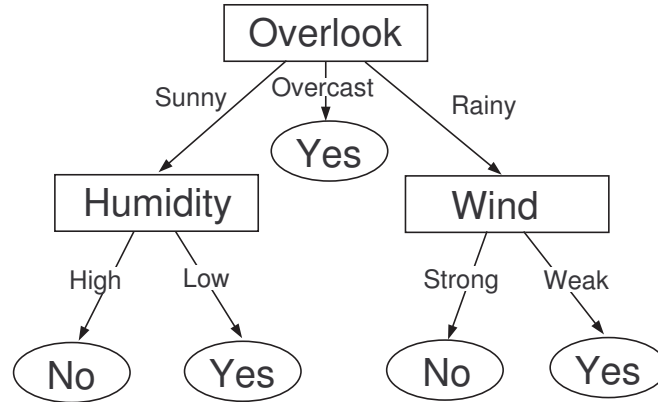 Overlook
Sunny
Overcast
Rainy
Yes
Humidity
Wind
High
Low
Strong
Weak
No
Yes
No
Yes